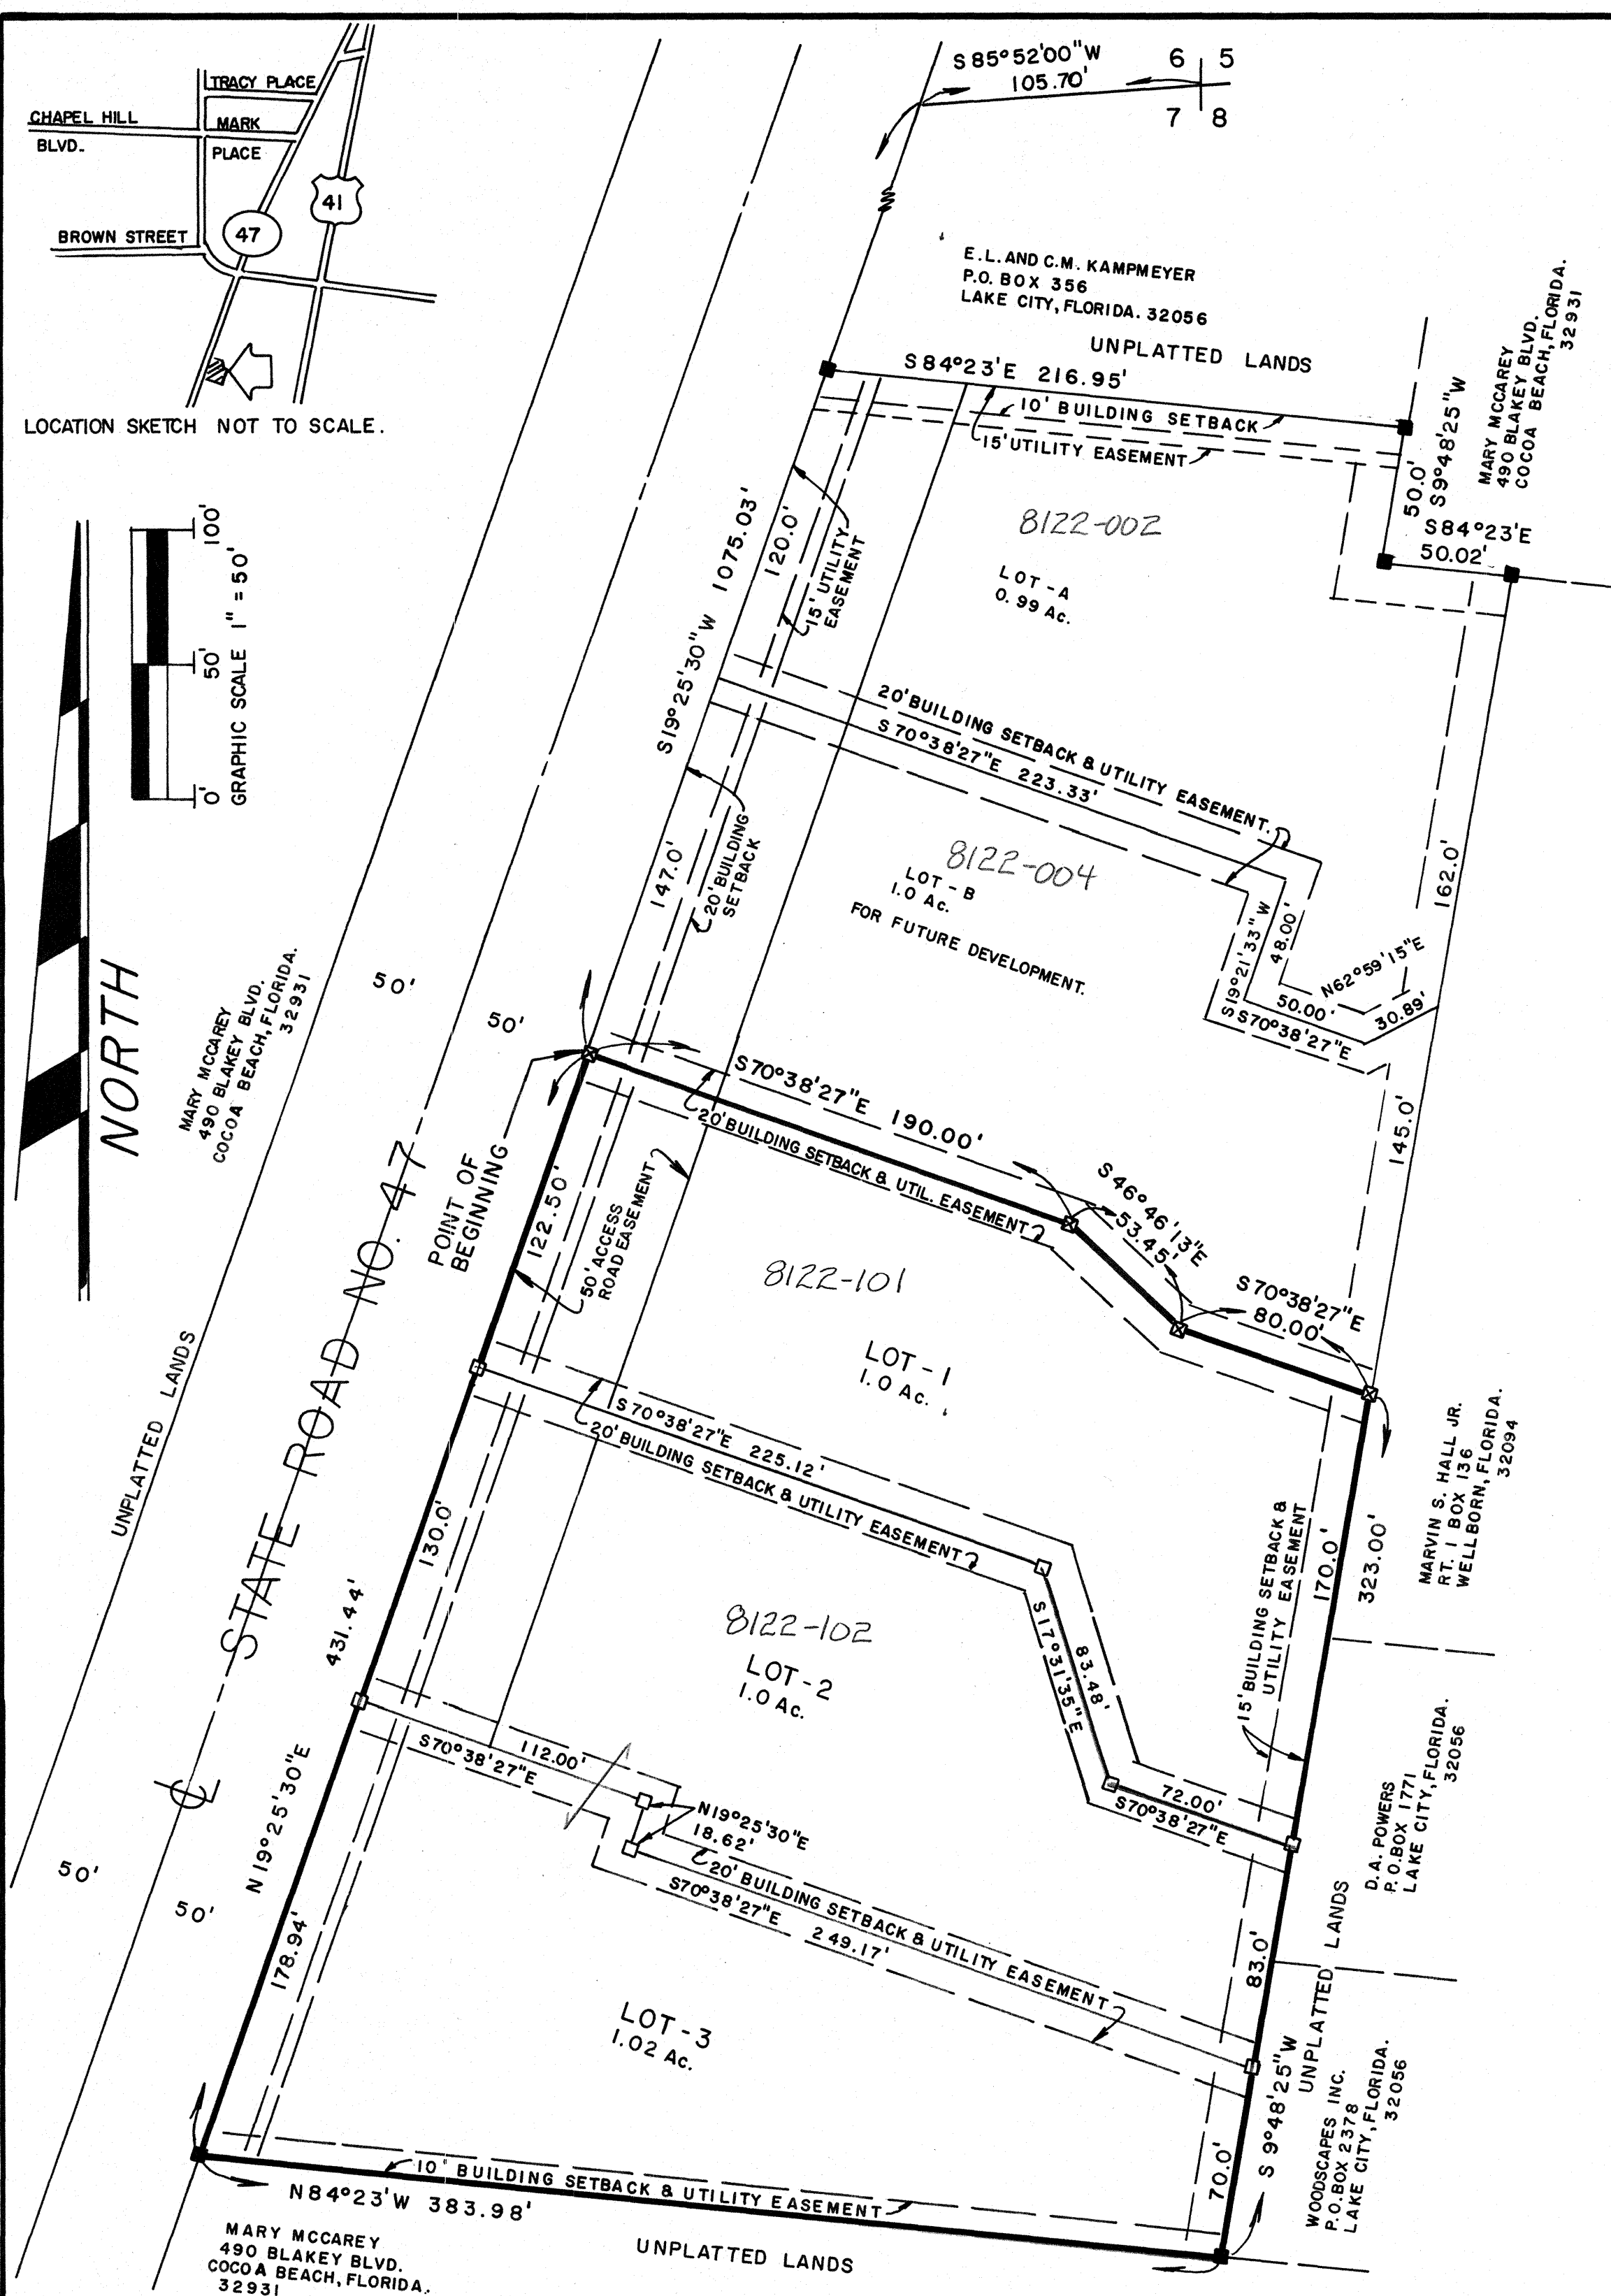 TRACY PLACE
CHAPEL HILL
BLVD.
MARK
PLACE
41
BROWN STREET
47
LOCATION SKETCH NOT TO SCALE.
S85°52'00"W
105.70'
6 5
7 8
E.L. AND C.M. KAMPMEYER
P.O. BOX 356
LAKE CITY, FLORIDA. 32056
UNPLATTED LANDS
S84°23'E 216.95'
10' BUILDING SETBACK
15' UTILITY EASEMENT
MARY MCCAREY
490 BLAKEY BLVD.
COCOA BEACH, FLORIDA.
32931
50.0'
S9°48'25"W
S84°23'E
50.02'
100'
50'
0'
GRAPHIC SCALE 1" = 50'
NORTH
S19°25'30"W 1075.03'
120.0'
15' UTILITY
EASEMENT
8122-002
LOT-A
0.99 Ac.
20' BUILDING SETBACK & UTILITY EASEMENT.
S70°38'27"E 223.33'
147.0'
20' BUILDING
SETBACK
8122-004
LOT-B
1.0 Ac.
FOR FUTURE DEVELOPMENT.
162.0'
S19°21'33"W
48.00'
N62°59'15"E
50.00'
30.89'
S70°38'27"E
145.0'
MARY MCCAREY
490 BLAKEY BLVD.
COCOA BEACH, FLORIDA.
32931
50'
50'
POINT OF
BEGINNING
S70°38'27"E 190.00'
20' BUILDING SETBACK & UTIL. EASEMENT
S46°46'13"E
53.45'
S70°38'27"E
80.00'
122.50'
50' ACCESS
ROAD EASEMENT
8122-101
LOT-1
1.0 Ac.
UNPLATTED LANDS
STATE ROAD NO. 47
S70°38'27"E 225.12'
20' BUILDING SETBACK & UTILITY EASEMENT
MARVIN S. HALL JR.
RT. 1 BOX 136
WELLBORN, FLORIDA.
32094
170.0'
323.00'
15' BUILDING SETBACK &
UTILITY EASEMENT
130.0'
431.44'
8122-102
LOT-2
1.0 Ac.
83.48'
S17°31'35"E
72.00'
S70°38'27"E
112.00'
S70°38'27"E
N19°25'30"E
18.62'
20' BUILDING SETBACK & UTILITY EASEMENT
S70°38'27"E 249.17'
D.A. POWERS
P.O. BOX 1771
LAKE CITY, FLORIDA.
32056
℄
50'
50'
N19°25'30"E
178.94'
83.0'
UNPLATTED LANDS
LOT-3
1.02 Ac.
S 9°48'25"W
WOODSCAPES INC.
P.O. BOX 2378
LAKE CITY, FLORIDA.
32056
70.0'
10' BUILDING SETBACK & UTILITY EASEMENT
N84°23'W 383.98'
UNPLATTED LANDS
MARY MCCAREY
490 BLAKEY BLVD.
COCOA BEACH, FLORIDA.
32931